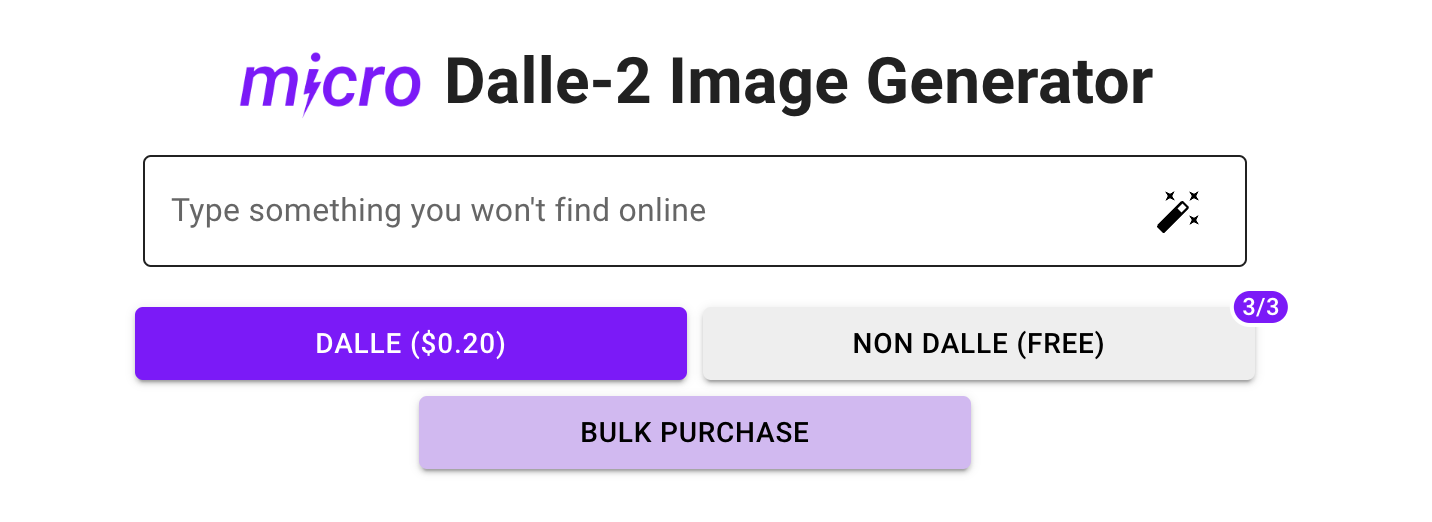 micro Dalle-2 Image Generator
Type something you won't find online
3/3
DALLE ($0.20) NON DALLE (FREE)
BULK PURCHASE